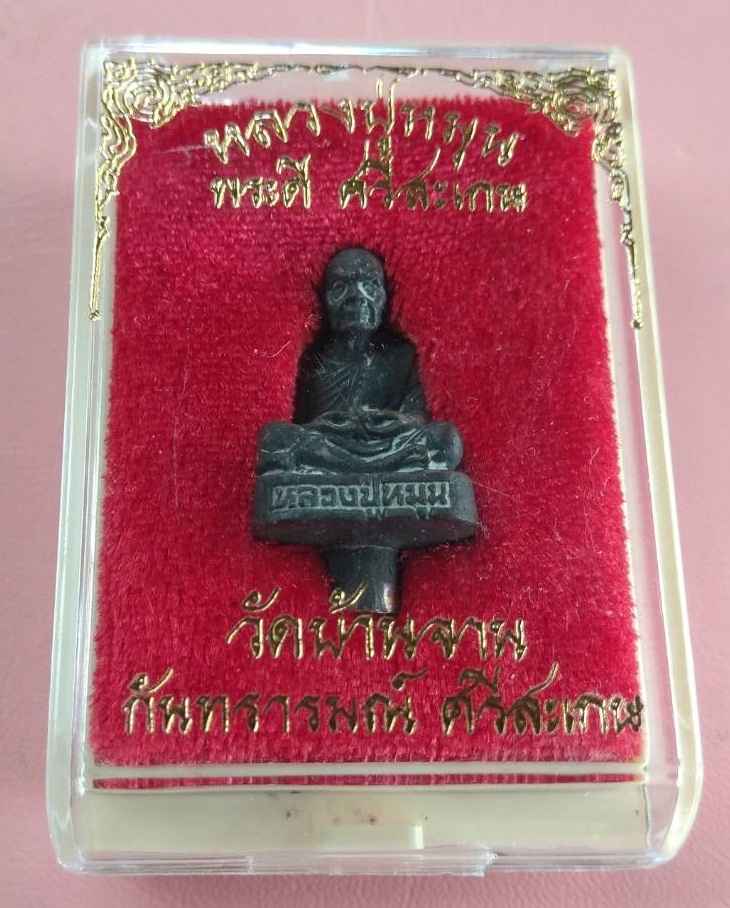 หลวงปู่หมุน
พระดี ศรีสะเกษ
หลวงปู่หมุน
วัดบ้านจาน
กันทรารมณ์ ศรีสะเกษ